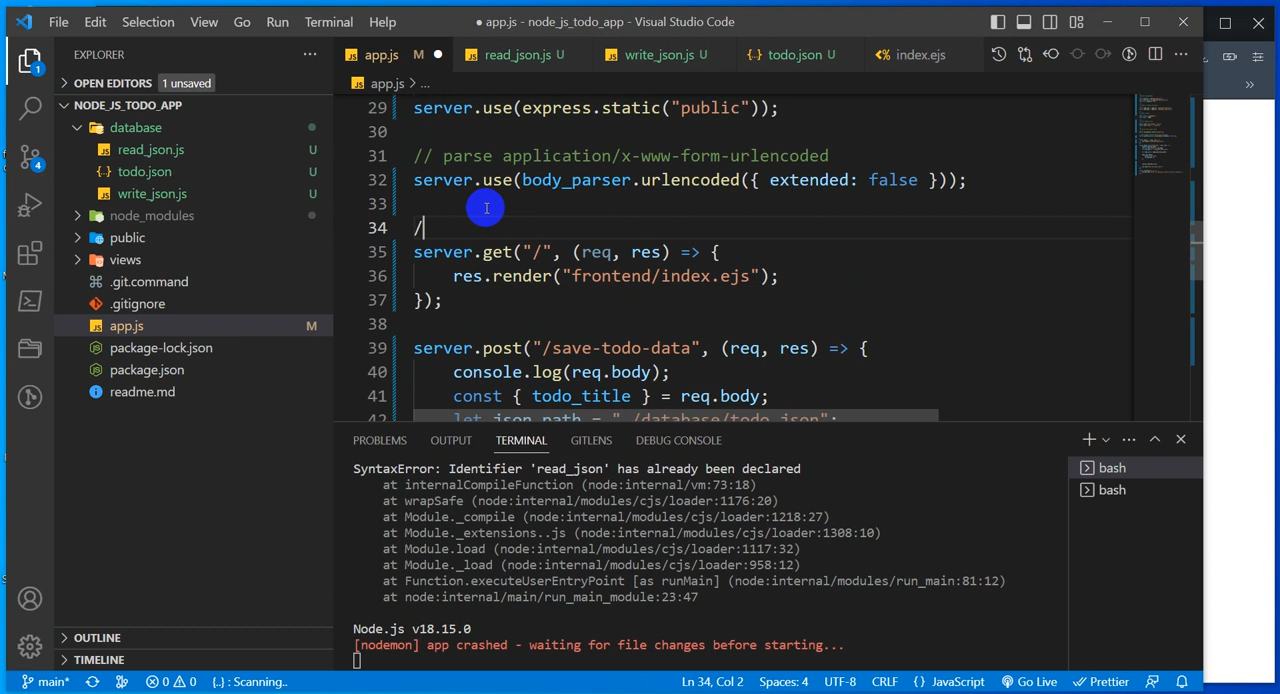 File Edit Selection View Go Run Terminal Help
● app.js - node_js_todo_app - Visual Studio Code
EXPLORER
OPEN EDITORS 1 unsaved
NODE_JS_TODO_APP
database
read_json.js U
todo.json U
write_json.js U
node_modules
public
views
.git.command
.gitignore
app.js M
package-lock.json
package.json
readme.md
OUTLINE
TIMELINE
1
4
app.js M
read_json.js U
write_json.js U
todo.json U
index.ejs
app.js > ...
29 server.use(express.static("public"));
30
31 // parse application/x-www-form-urlencoded
32 server.use(body_parser.urlencoded({ extended: false }));
33
34 /
35 server.get("/", (req, res) => {
36 res.render("frontend/index.ejs");
37 });
38
39 server.post("/save-todo-data", (req, res) => {
40 console.log(req.body);
41 const { todo_title } = req.body;
PROBLEMS OUTPUT TERMINAL GITLENS DEBUG CONSOLE
SyntaxError: Identifier 'read_json' has already been declared
at internalCompileFunction (node:internal/vm:73:18)
at wrapSafe (node:internal/modules/cjs/loader:1176:20)
at Module._compile (node:internal/modules/cjs/loader:1218:27)
at Module._extensions..js (node:internal/modules/cjs/loader:1308:10)
at Module.load (node:internal/modules/cjs/loader:1117:32)
at Module._load (node:internal/modules/cjs/loader:958:12)
at Function.executeUserEntryPoint [as runMain] (node:internal/modules/run_main:81:12)
at node:internal/main/run_main_module:23:47
Node.js v18.15.0
[nodemon] app crashed - waiting for file changes before starting...
bash
bash
main* 0 0 {..} : Scanning..
Ln 34, Col 2 Spaces: 4 UTF-8 CRLF {} JavaScript Go Live Prettier